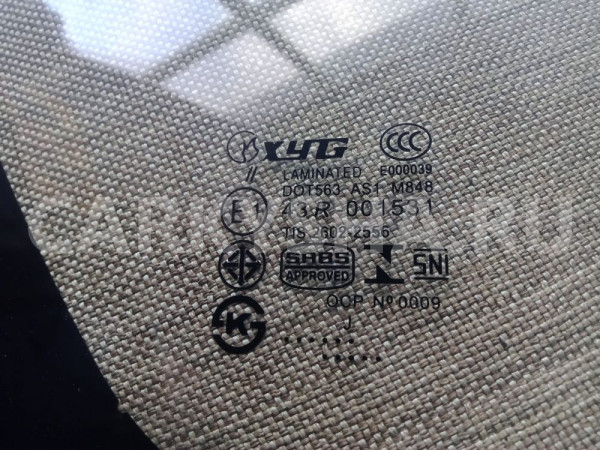 XYG CCC
// LAMINATED E000039
DOT563 AS1 M848
E1 43R 001531
TIS 2602-2556
SABS
APPROVED
SNI
QCP Nº 0009
J